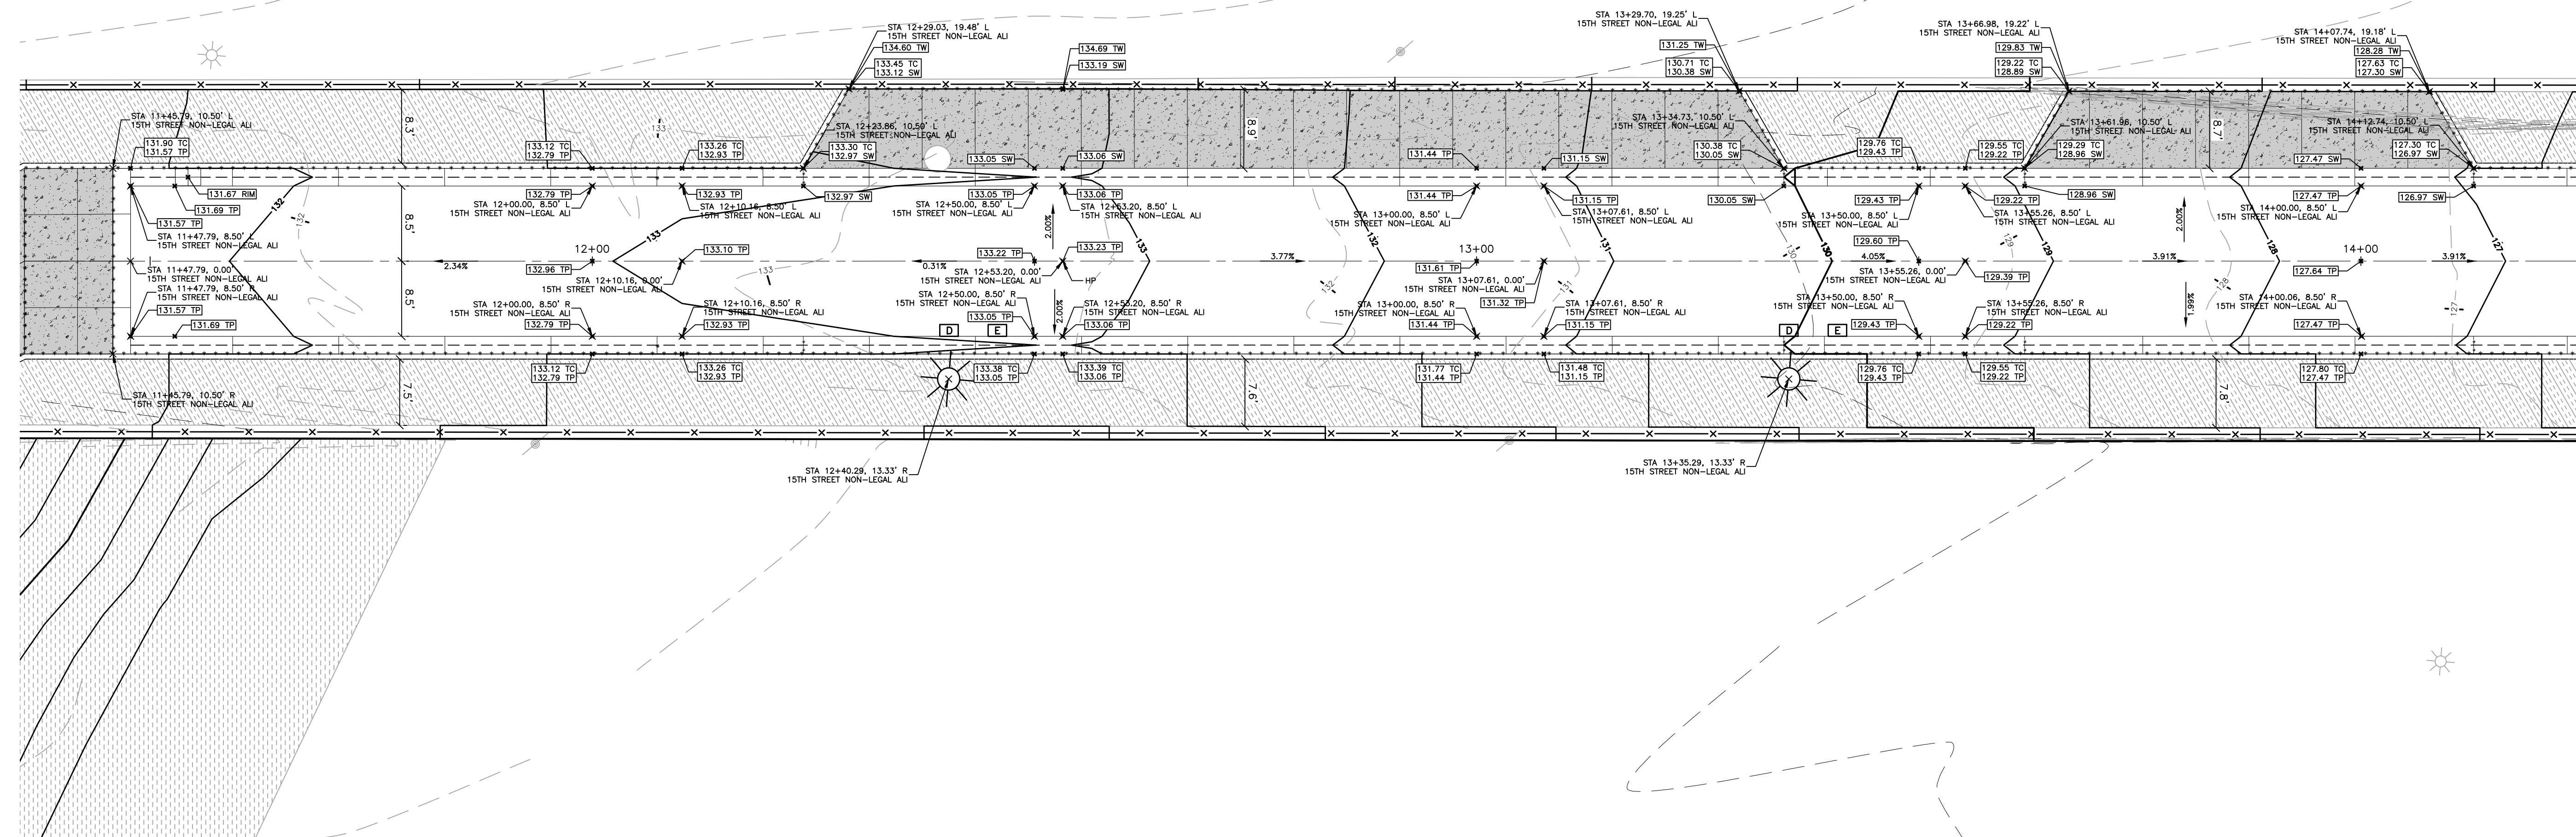 STA 12+29.03, 19.48' L
15TH STREET NON-LEGAL ALI
134.60 TW
133.45 TC
133.12 SW
134.69 TW
133.19 SW
STA 13+29.70, 19.25' L
15TH STREET NON-LEGAL ALI
131.25 TW
130.71 TC
130.38 SW
STA 13+66.98, 19.22' L
15TH STREET NON-LEGAL ALI
129.83 TW
129.22 TC
128.89 SW
STA 14+07.74, 19.18' L
15TH STREET NON-LEGAL ALI
128.28 TW
127.63 TC
127.30 SW
STA 11+45.79, 10.50' L
15TH STREET NON-LEGAL ALI
131.90 TC
131.57 TP
8.3'
133
133.12 TC
132.79 TP
133.26 TC
132.93 TP
STA 12+23.86, 10.50' L
15TH STREET NON-LEGAL ALI
133.30 TC
132.97 SW
133.05 SW
133.06 SW
8.9'
131.44 TP
131.15 SW
STA 13+34.73, 10.50' L
15TH STREET NON-LEGAL ALI
130.38 TC
130.05 SW
129.76 TC
129.43 TP
129.55 TC
129.22 TP
STA 13+61.96, 10.50' L
15TH STREET NON-LEGAL ALI
129.29 TC
128.96 SW
8.7'
STA 14+12.74, 10.50' L
15TH STREET NON-LEGAL ALI
127.47 SW
127.30 TC
126.97 SW
131.67 RIM
131.69 TP
131.57 TP
132
132
8.5'
132.79 TP
STA 12+00.00, 8.50' L
15TH STREET NON-LEGAL ALI
132.93 TP
STA 12+10.16, 8.50' L
15TH STREET NON-LEGAL ALI
132.97 SW
133.05 TP
STA 12+50.00, 8.50' L
15TH STREET NON-LEGAL ALI
133.06 TP
STA 12+53.20, 8.50' L
15TH STREET NON-LEGAL ALI
131.44 TP
STA 13+00.00, 8.50' L
15TH STREET NON-LEGAL ALI
131.15 TP
STA 13+07.61, 8.50' L
15TH STREET NON-LEGAL ALI
130.05 SW
129.43 TP
STA 13+50.00, 8.50' L
15TH STREET NON-LEGAL ALI
129.22 TP
STA 13+55.26, 8.50' L
15TH STREET NON-LEGAL ALI
128.96 SW
127.47 TP
STA 14+00.00, 8.50' L
15TH STREET NON-LEGAL ALI
126.97 SW
STA 11+47.79, 8.50' L
15TH STREET NON-LEGAL ALI
133
2.00%
133
132
131
130
130
129
129
2.00%
128
127
12+00
13+00
14+00
133.10 TP
133.22 TP
133.23 TP
129.60 TP
2.34%
132.96 TP
0.31%
HP
3.77%
131.61 TP
4.05%
129.39 TP
3.91%
127.64 TP
3.91%
STA 11+47.79, 0.00'
15TH STREET NON-LEGAL ALI
133
STA 12+10.16, 0.00'
15TH STREET NON-LEGAL ALI
STA 12+53.20, 0.00'
15TH STREET NON-LEGAL ALI
132
STA 13+07.61, 0.00'
15TH STREET NON-LEGAL ALI
131
131.32 TP
STA 13+55.26, 0.00'
15TH STREET NON-LEGAL ALI
128
127
STA 11+47.79, 8.50' R
15TH STREET NON-LEGAL ALI
131.57 TP
131.69 TP
8.5'
STA 12+00.00, 8.50' R
15TH STREET NON-LEGAL ALI
132.79 TP
STA 12+10.16, 8.50' R
15TH STREET NON-LEGAL ALI
132.93 TP
STA 12+50.00, 8.50' R
15TH STREET NON-LEGAL ALI
133.05 TP
2.00%
STA 12+53.20, 8.50' R
15TH STREET NON-LEGAL ALI
133.06 TP
D
E
STA 13+00.00, 8.50' R
15TH STREET NON-LEGAL ALI
131.44 TP
STA 13+07.61, 8.50' R
15TH STREET NON-LEGAL ALI
131.15 TP
D
E
STA 13+50.00, 8.50' R
15TH STREET NON-LEGAL ALI
129.43 TP
STA 13+55.26, 8.50' R
15TH STREET NON-LEGAL ALI
129.22 TP
1.99%
STA 14+00.06, 8.50' R
15TH STREET NON-LEGAL ALI
127.47 TP
133.12 TC
132.79 TP
133.26 TC
132.93 TP
133.38 TC
133.05 TP
133.39 TC
133.06 TP
131.77 TC
131.44 TP
131.48 TC
131.15 TP
129.76 TC
129.43 TP
129.55 TC
129.22 TP
127.80 TC
127.47 TP
STA 11+45.79, 10.50' R
15TH STREET NON-LEGAL ALI
7.5'
7.6'
7.8'
STA 12+40.29, 13.33' R
15TH STREET NON-LEGAL ALI
STA 13+35.29, 13.33' R
15TH STREET NON-LEGAL ALI